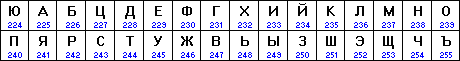 Ю А Б Ц Д Е Ф Г Х И Й К Л М Н О
224 225 226 227 228 229 230 231 232 233 234 235 236 237 238 239
П Я Р С Т У Ж В Ь Ы З Ш Э Щ Ч Ъ
240 241 242 243 244 245 246 247 248 249 250 251 252 253 254 255